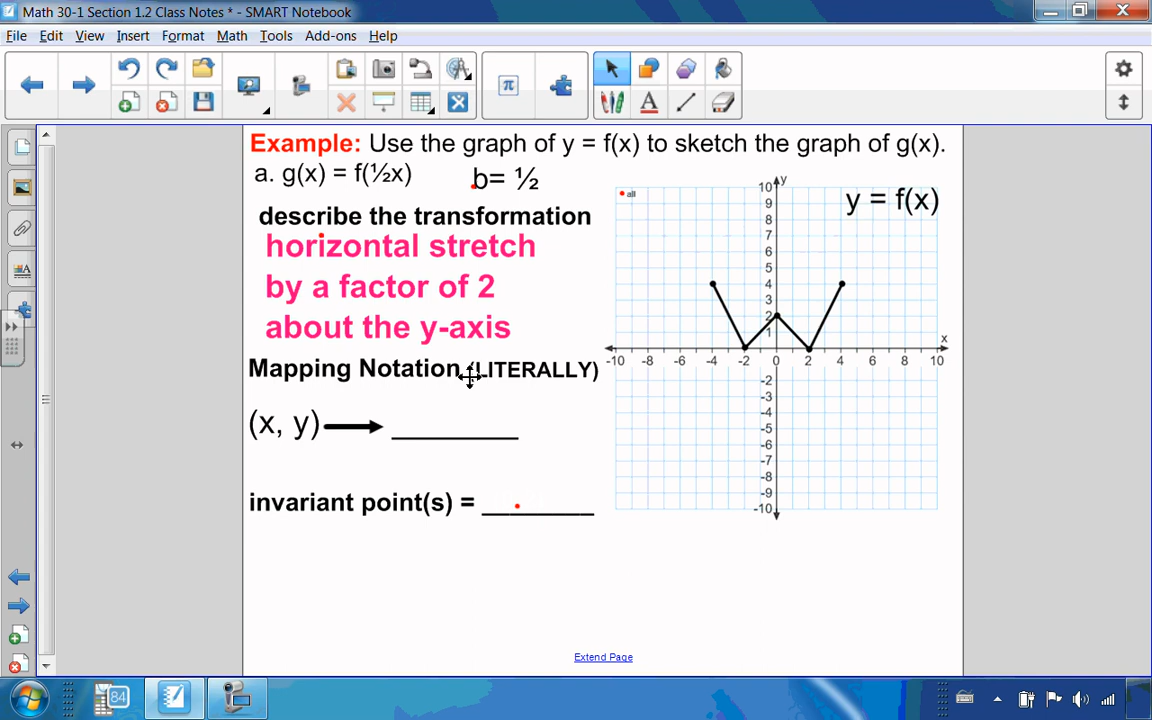 Math 30-1 Section 1.2 Class Notes * - SMART Notebook
File Edit View Insert Format Math Tools Add-ons Help
π
A
Example: Use the graph of y = f(x) to sketch the graph of g(x).
a. g(x) = f(½x) b= ½
describe the transformation
horizontal stretch
by a factor of 2
about the y-axis
Mapping Notation (LITERALLY)
(x, y) ________
invariant point(s) = ________
all
y = f(x)
y
10
9
8
7
6
5
4
3
2
1
x
-10 -8 -6 -4 -2 0 2 4 6 8 10
-2
-3
-4
-5
-6
-7
-8
-9
-10
Extend Page
84